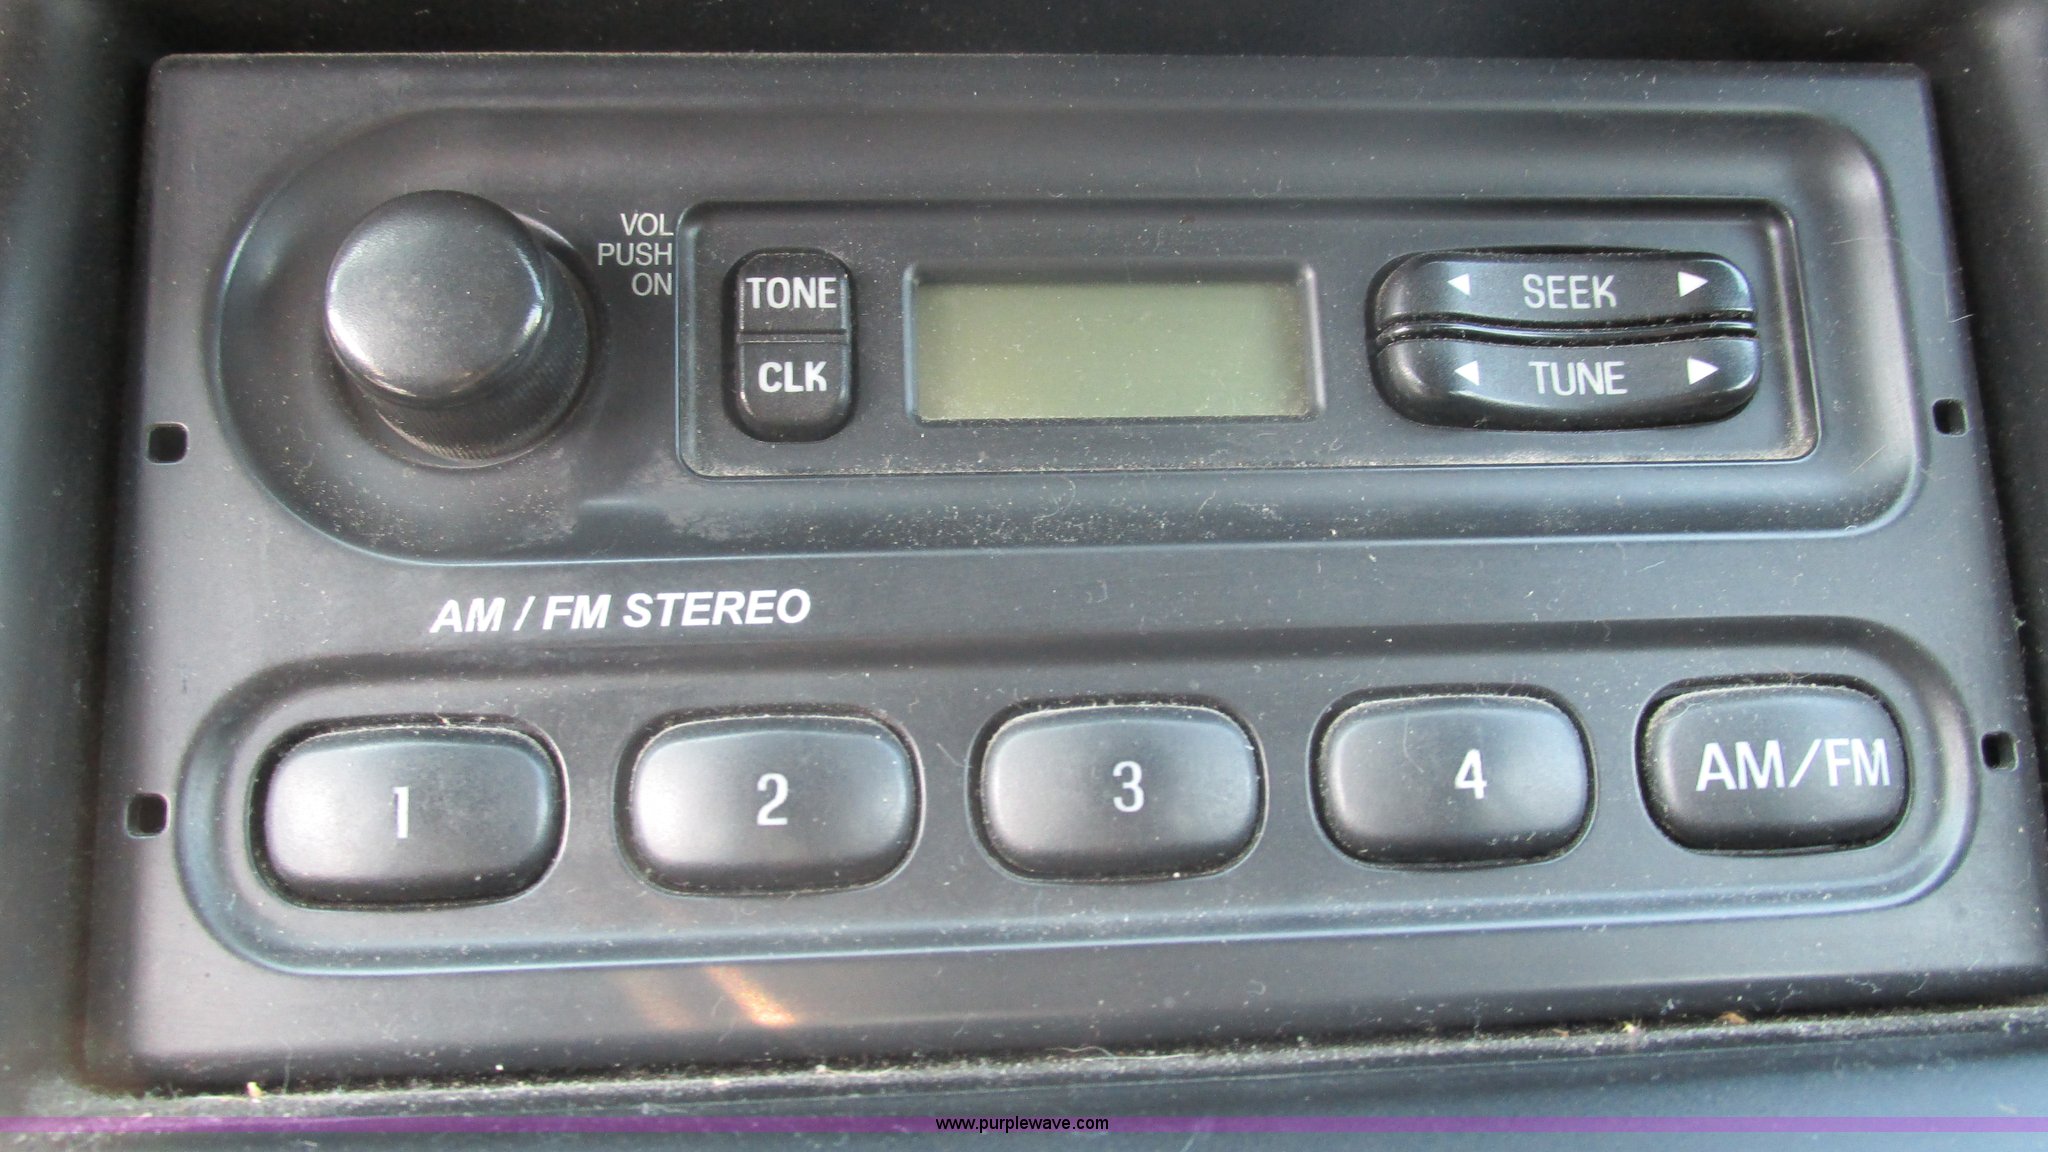 VOL
PUSH
ON
TONE
CLK
◀ SEEK ▶
◀ TUNE ▶
AM / FM STEREO
1
2
3
4
AM/FM
www.purplewave.com